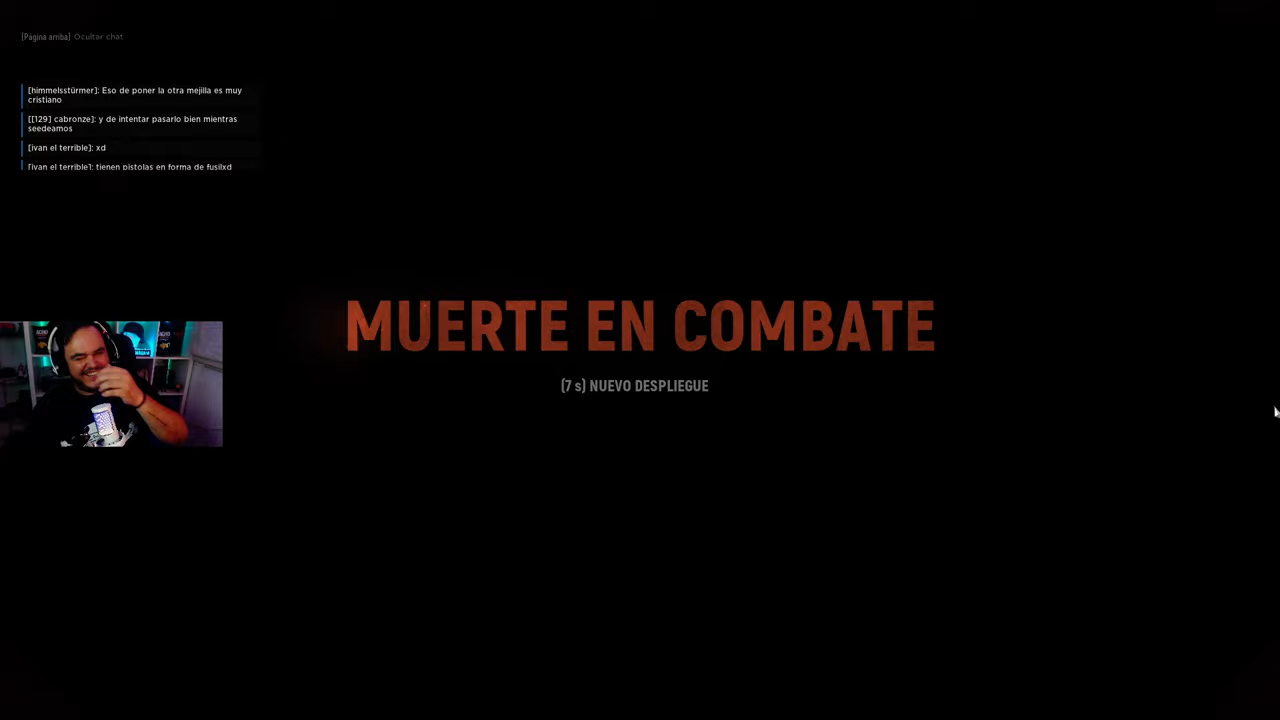 [Página arriba] Ocultar chat
[himmelsstürmer]: Eso de poner la otra mejilla es muy
cristiano
[[129] cabronze]: y de intentar pasarlo bien mientras
seedeamos
[ivan el terrible]: xd
[ivan el terrible]: tienen pistolas en forma de fusilxd
MUERTE EN COMBATE
(7 s) NUEVO DESPLIEGUE